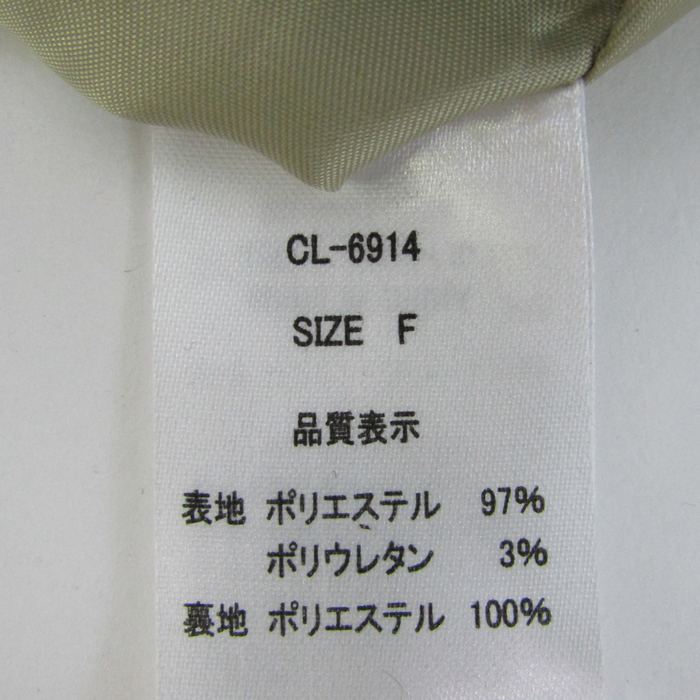 CL-6914
SIZE F
品質表示
表地 ポリエステル 97%
ポリウレタン 3%
裏地 ポリエステル 100%